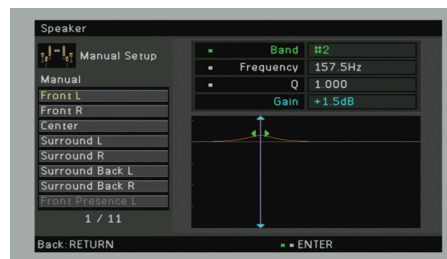 Speaker
Manual Setup
Manual
Front L
Front R
Center
Surround L
Surround R
Surround Back L
Surround Back R
Front Presence L
1 / 11
Band #2
Frequency 157.5Hz
Q 1.000
Gain +1.5dB
Back:RETURN
ENTER